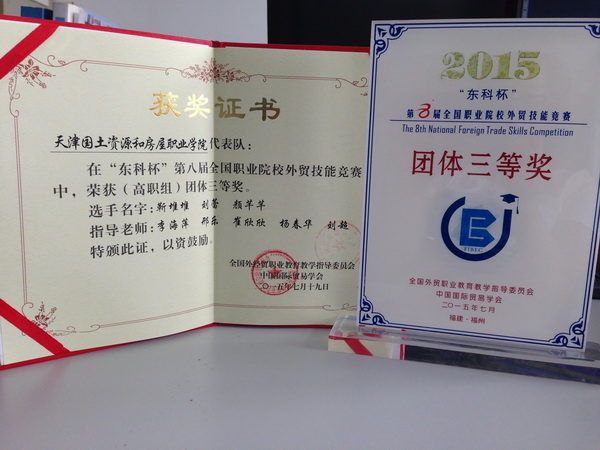 获奖证书
天津国土资源和房屋职业学院代表队:
在“东科杯”第八届全国职业院校外贸技能竞赛
中,荣获(高职组)团体三等奖。
选手名字:靳堆堆 刘蕾 颜芊芊
指导老师:李海萍 邢乐 崔欣欣 杨春华 刘超
特颁此证,以资鼓励。
全国外经贸职业教育教学指导委员会
中国国际贸易学会
二〇一五年七月十九日
2015
“东科杯”
第8届全国职业院校外贸技能竞赛
The 8th National Foreign Trade Skills Competition
团体三等奖
全国外贸职业教育教学指导委员会
中国国际贸易学会
二〇一五年七月
福建·福州